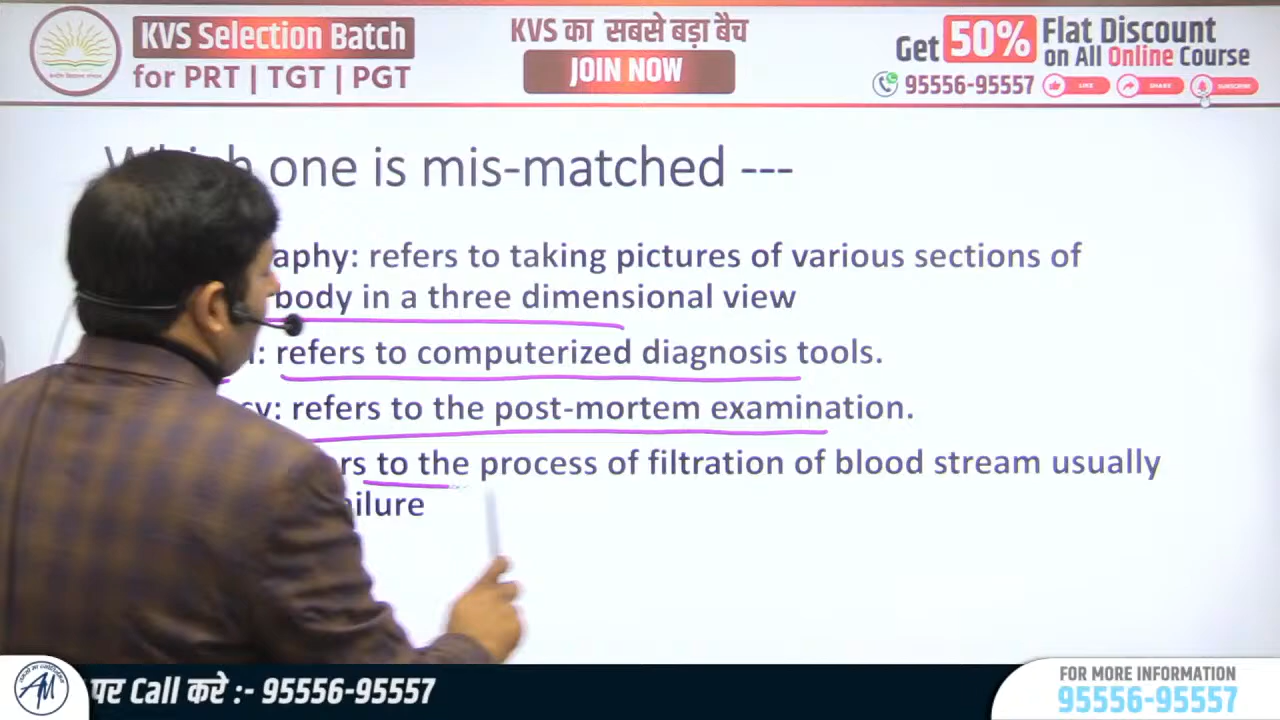 KVS Selection Batch
for PRT | TGT | PGT
KVS का सबसे बड़ा बैच
JOIN NOW
Get 50% Flat Discount
on All Online Course
95556-95557
LIKE
SHARE
SUBSCRIBE
one is mis-matched ---
aphy: refers to taking pictures of various sections of
body in a three dimensional view
: refers to computerized diagnosis tools.
refers to the post-mortem examination.
rs to the process of filtration of blood stream usually
ilure
पर Call करे :- 95556-95557
FOR MORE INFORMATION
95556-95557